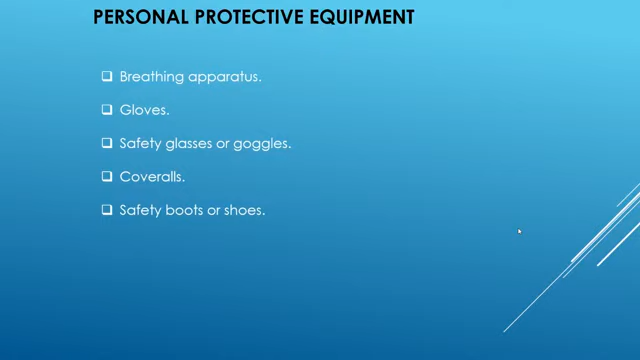 PERSONAL PROTECTIVE EQUIPMENT
Breathing apparatus.
Gloves.
Safety glasses or goggles.
Coveralls.
Safety boots or shoes.